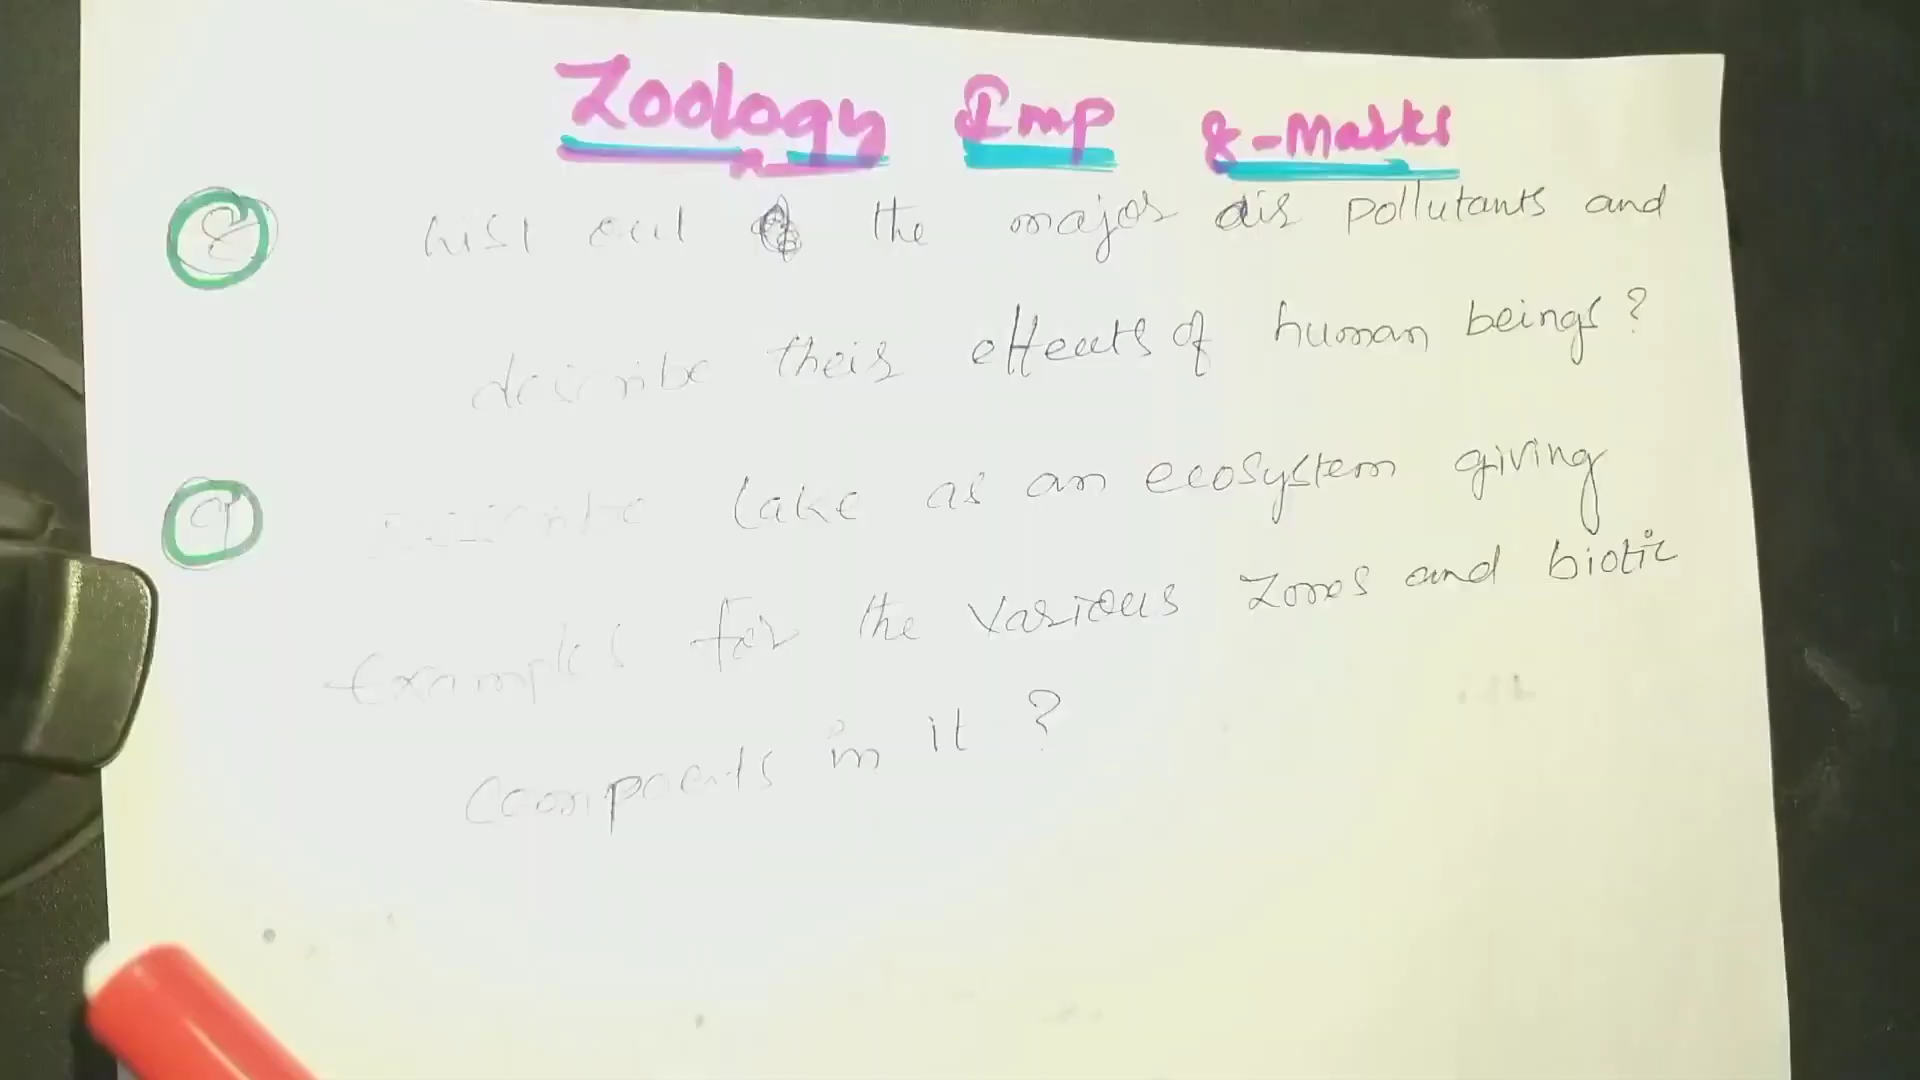 Zoology Imp 8-Marks
8 List out the major air pollutants and
describe their effects of human beings?
9 Describe lake as an ecosystem giving
Examples for the various Zones and biotic
Components in it?